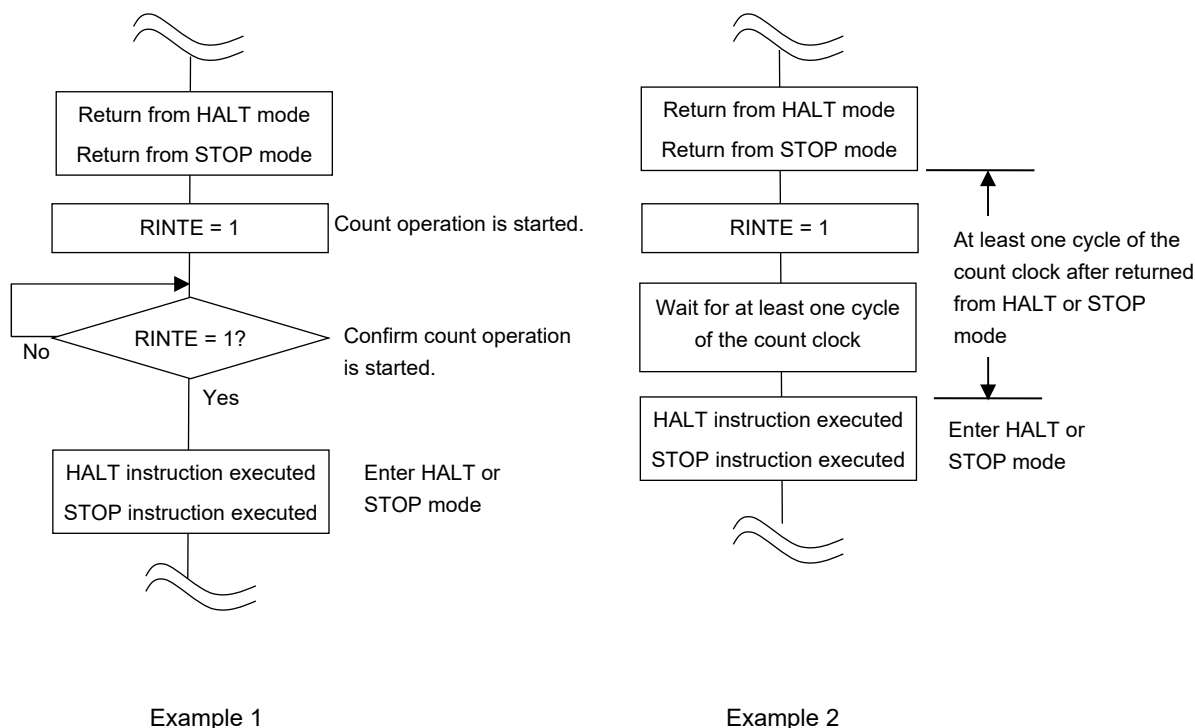 Return from HALT mode
Return from STOP mode
RINTE = 1
Count operation is started.
RINTE = 1?
No
Confirm count operation
is started.
Yes
HALT instruction executed
STOP instruction executed
Enter HALT or
STOP mode
Example 1
Return from HALT mode
Return from STOP mode
RINTE = 1
Wait for at least one cycle
of the count clock
At least one cycle of the
count clock after returned
from HALT or STOP
mode
HALT instruction executed
STOP instruction executed
Enter HALT or
STOP mode
Example 2